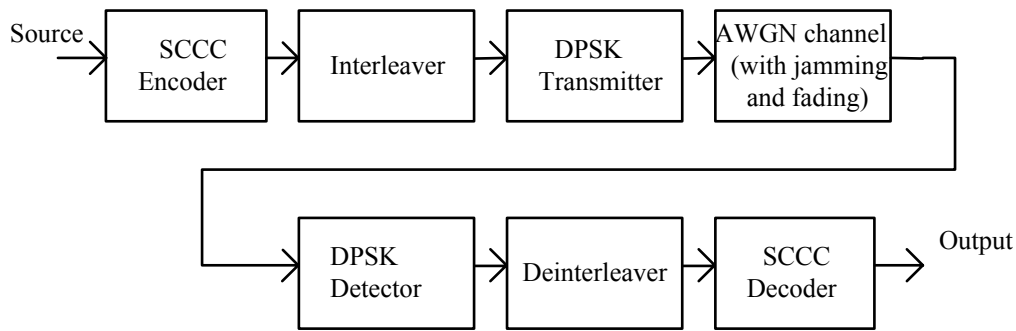 Source
SCCC
Encoder
Interleaver
DPSK
Transmitter
AWGN channel
(with jamming
and fading)
DPSK
Detector
Deinterleaver
SCCC
Decoder
Output